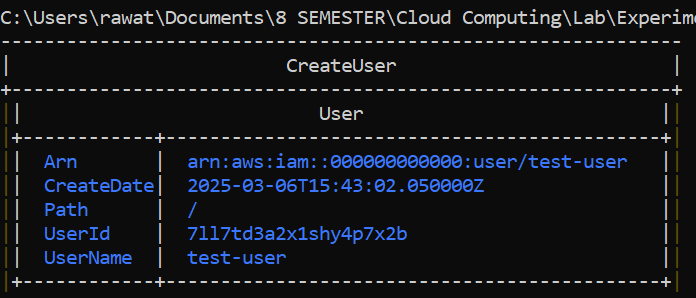 C:\Users\rawat\Documents\8 SEMESTER\Cloud Computing\Lab\Experim
CreateUser
User
Arn | arn:aws:iam::000000000000:user/test-user
CreateDate| 2025-03-06T15:43:02.050000Z
Path | /
UserId | 7ll7td3a2x1shy4p7x2b
UserName | test-user